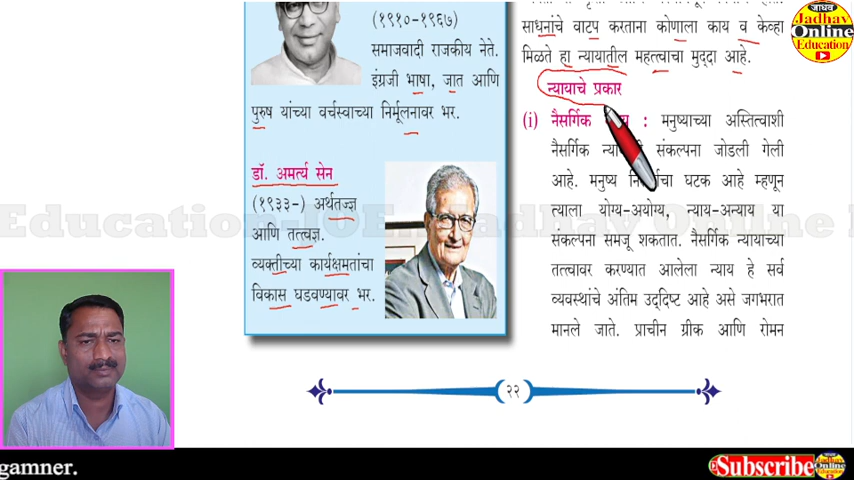 (१९१०-१९६७)
समाजवादी राजकीय नेते.
इंग्रजी भाषा, जात आणि
पुरुष यांच्या वर्चस्वाच्या निर्मूलनावर भर.
डॉ. अमर्त्य सेन
(१९३३-) अर्थतज्ज्ञ
आणि तत्त्वज्ञ.
व्यक्तीच्या कार्यक्षमतांचा
विकास घडवण्यावर भर.
साधनांचे वाटप करताना कोणाला काय व केव्हा
मिळते हा न्यायातील महत्त्वाचा मुद्दा आहे.
न्यायाचे प्रकार
(i) नैसर्गिक : मनुष्याच्या अस्तित्वाशी
नैसर्गिक संकल्पना जोडली गेली
आहे. मनुष्य घटक आहे म्हणून
त्याला योग्य-अयोग्य, न्याय-अन्याय या
संकल्पना समजू शकतात. नैसर्गिक न्यायाच्या
तत्त्वावर करण्यात आलेला न्याय हे सर्व
व्यवस्थांचे अंतिम उद्दिष्ट आहे असे जगभरात
मानले जाते. प्राचीन ग्रीक आणि रोमन
२२
जाधव
Jadhav
Online
Education
gamner.
Subscribe